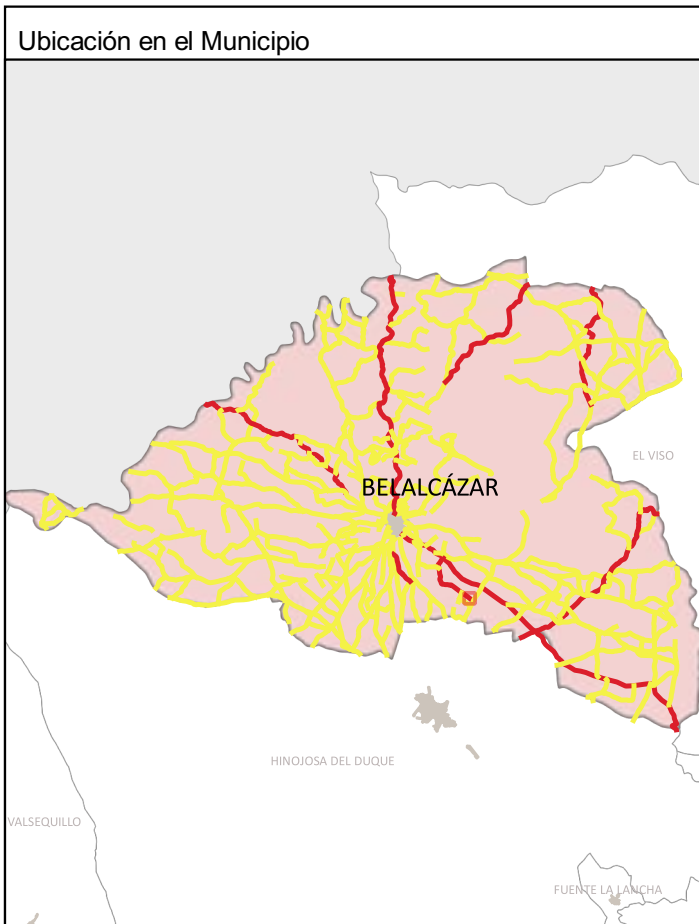 Ubicación en el Municipio
EL VISO
BELALCÁZAR
HINOJOSA DEL DUQUE
VALSEQUILLO
FUENTE LA LANCHA